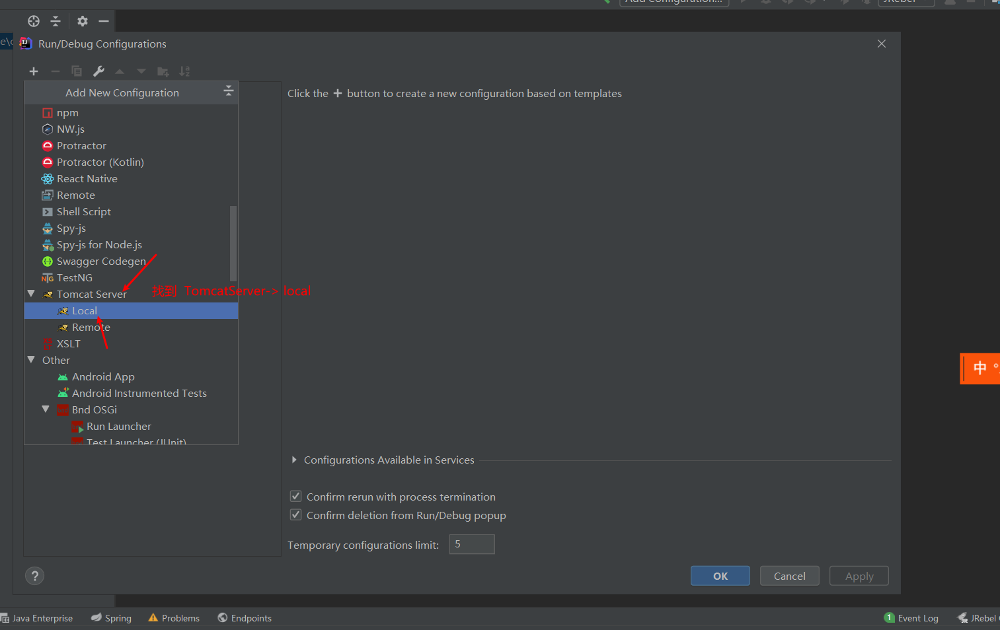 Add Configuration...
JRebel
Run/Debug Configurations
Add New Configuration
Click the + button to create a new configuration based on templates
npm
NW.js
Protractor
Protractor (Kotlin)
React Native
Remote
Shell Script
Spy-js
Spy-js for Node.js
Swagger Codegen
TestNG
Tomcat Server
找到 TomcatServer-> local
Local
Remote
XSLT
Other
Android App
Android Instrumented Tests
Bnd OSGi
Run Launcher
Test Launcher (JUnit)
中
Configurations Available in Services
Confirm rerun with process termination
Confirm deletion from Run/Debug popup
Temporary configurations limit: 5
?
OK Cancel Apply
Java Enterprise Spring Problems Endpoints 1 Event Log JRebel